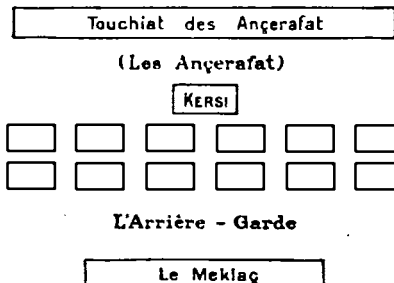 Touchiat des Ançerafat
(Les Ançerafat)
KERSI
L'Arrière - Garde
Le Meklaç